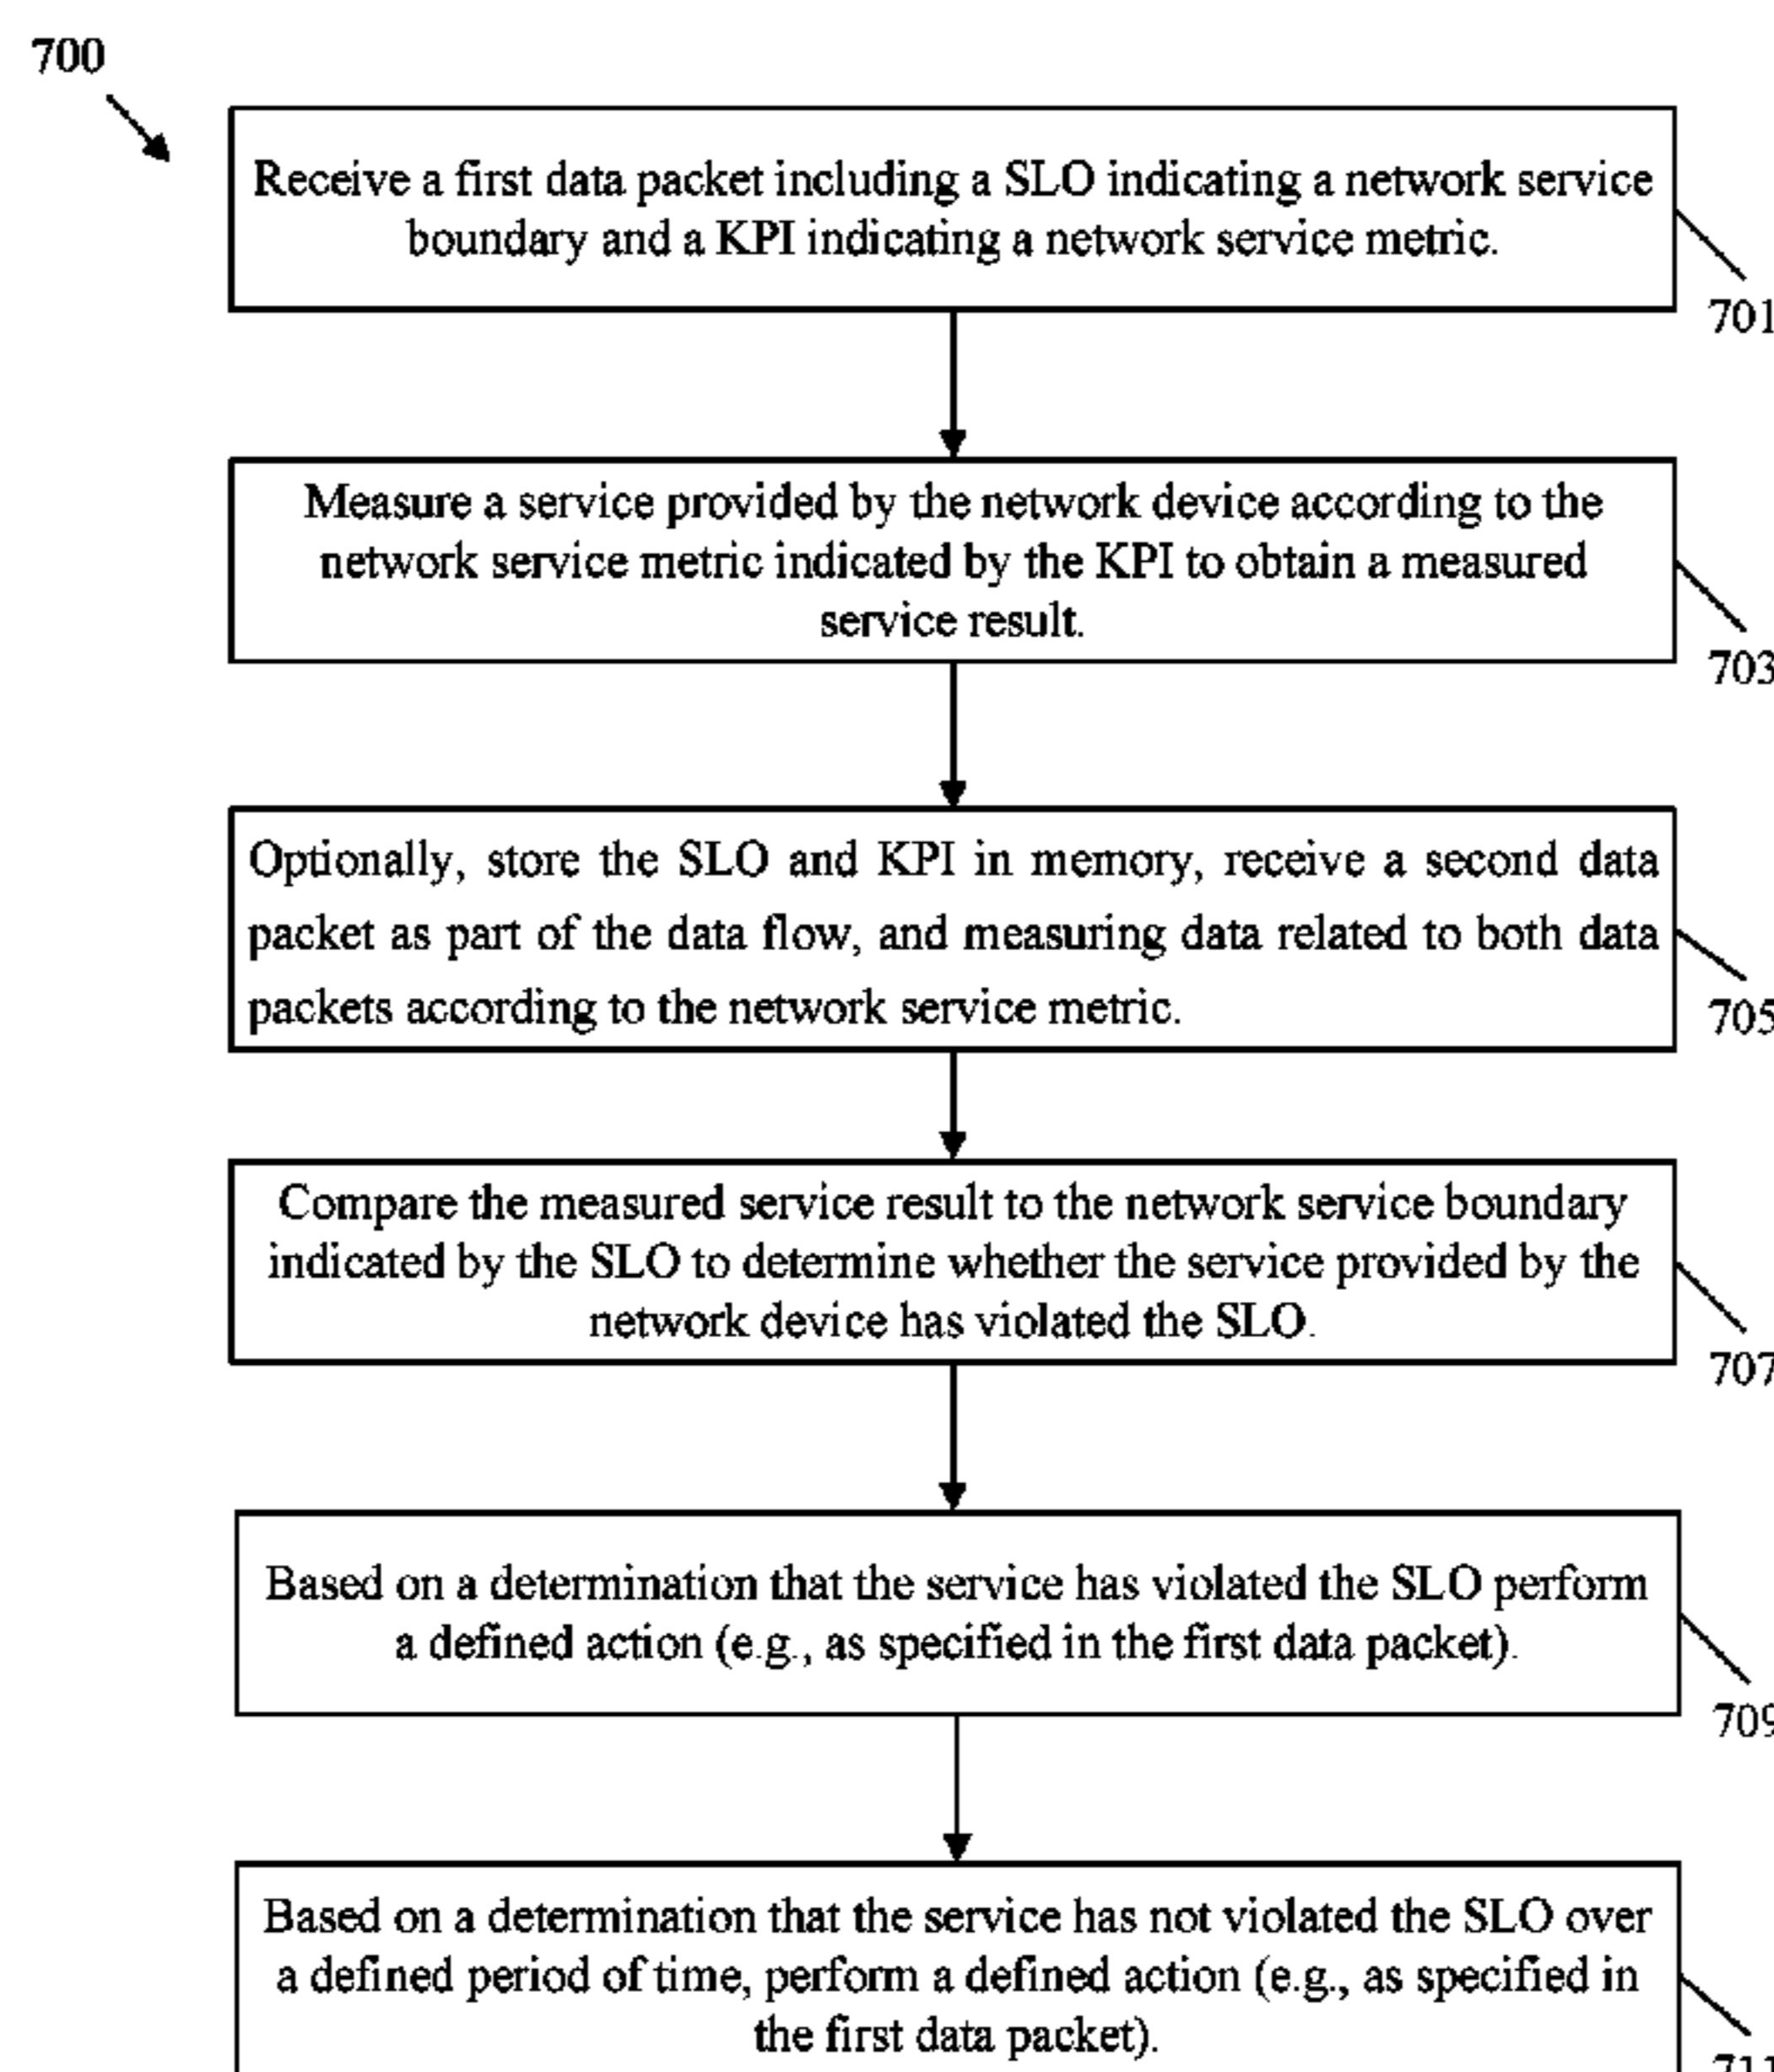 700
Receive a first data packet including a SLO indicating a network service
boundary and a KPI indicating a network service metric.
701
Measure a service provided by the network device according to the
network service metric indicated by the KPI to obtain a measured
service result.
703
Optionally, store the SLO and KPI in memory, receive a second data
packet as part of the data flow, and measuring data related to both data
packets according to the network service metric.
705
Compare the measured service result to the network service boundary
indicated by the SLO to determine whether the service provided by the
network device has violated the SLO.
707
Based on a determination that the service has violated the SLO perform
a defined action (e.g., as specified in the first data packet).
709
Based on a determination that the service has not violated the SLO over
a defined period of time, perform a defined action (e.g., as specified in
the first data packet).
711